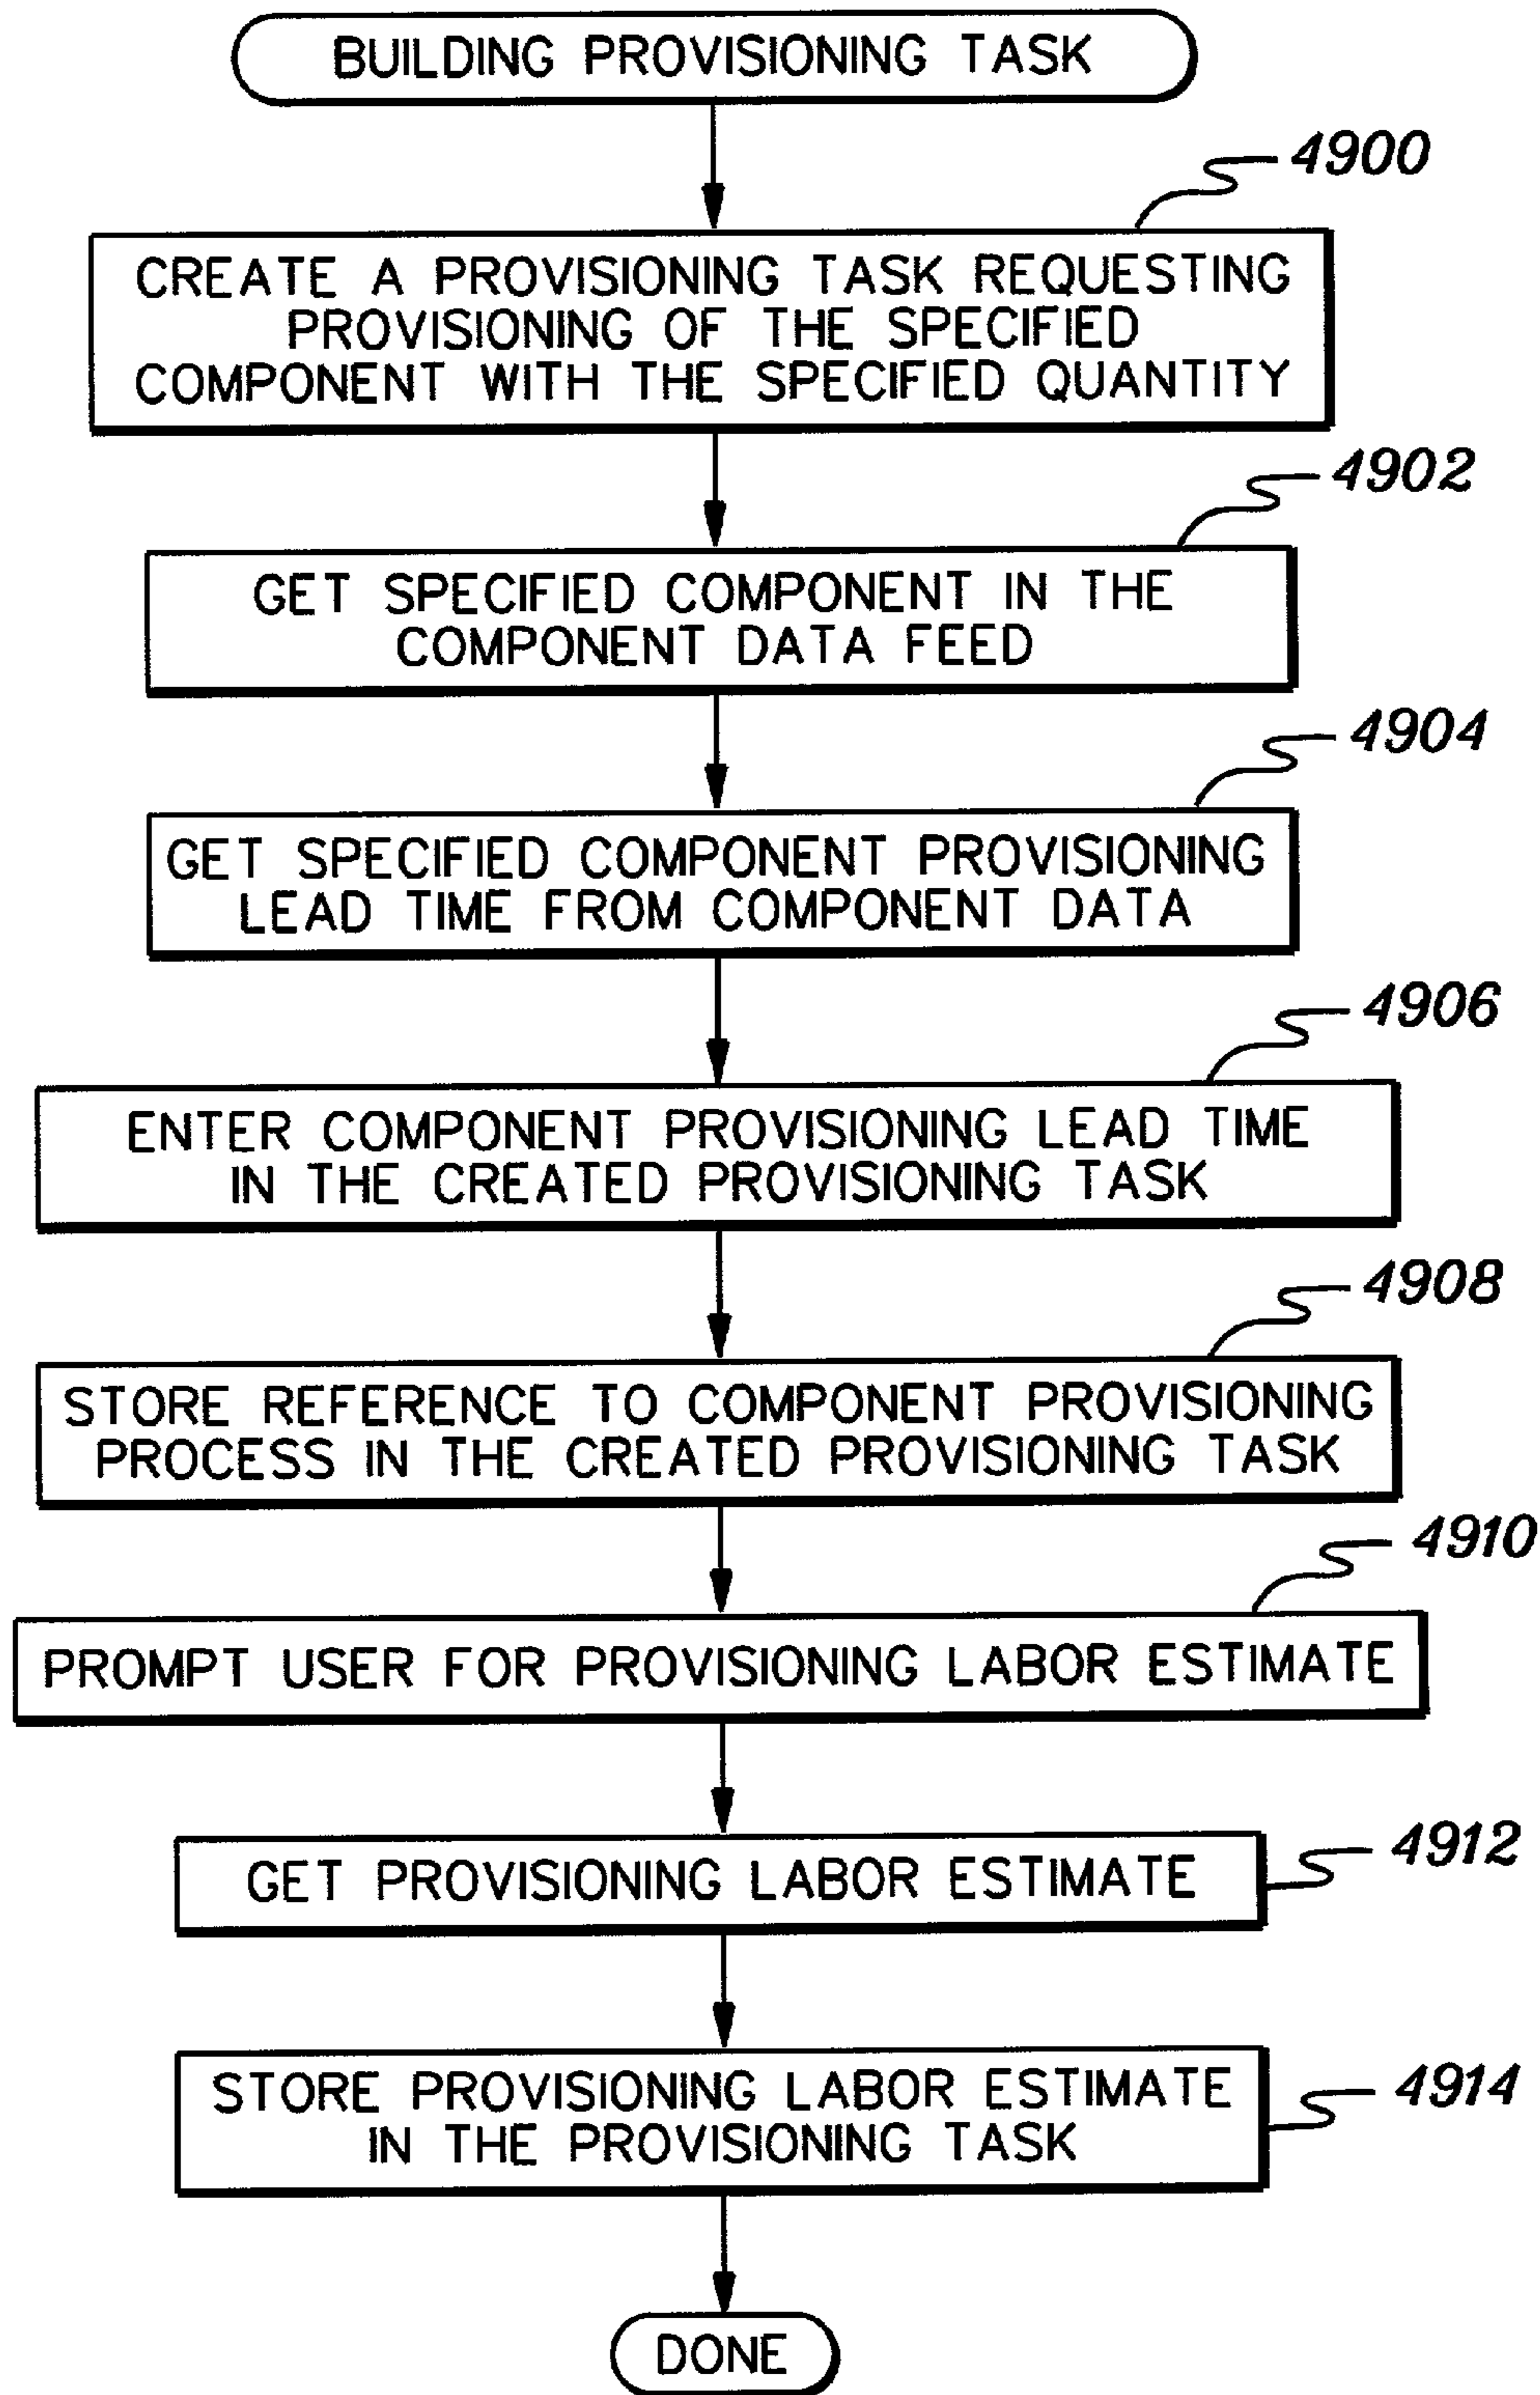 BUILDING PROVISIONING TASK
4900
CREATE A PROVISIONING TASK REQUESTING
PROVISIONING OF THE SPECIFIED
COMPONENT WITH THE SPECIFIED QUANTITY
4902
GET SPECIFIED COMPONENT IN THE
COMPONENT DATA FEED
4904
GET SPECIFIED COMPONENT PROVISIONING
LEAD TIME FROM COMPONENT DATA
4906
ENTER COMPONENT PROVISIONING LEAD TIME
IN THE CREATED PROVISIONING TASK
4908
STORE REFERENCE TO COMPONENT PROVISIONING
PROCESS IN THE CREATED PROVISIONING TASK
4910
PROMPT USER FOR PROVISIONING LABOR ESTIMATE
4912
GET PROVISIONING LABOR ESTIMATE
4914
STORE PROVISIONING LABOR ESTIMATE
IN THE PROVISIONING TASK
DONE